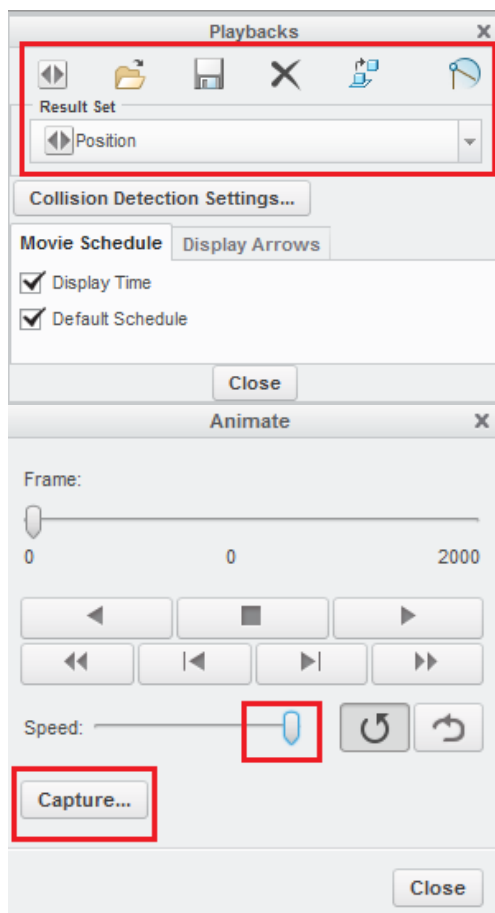 Playbacks
Result Set
Position
Collision Detection Settings...
Movie Schedule Display Arrows
Display Time
Default Schedule
Close
Animate
Frame:
0 0 2000
Speed:
Capture...
Close